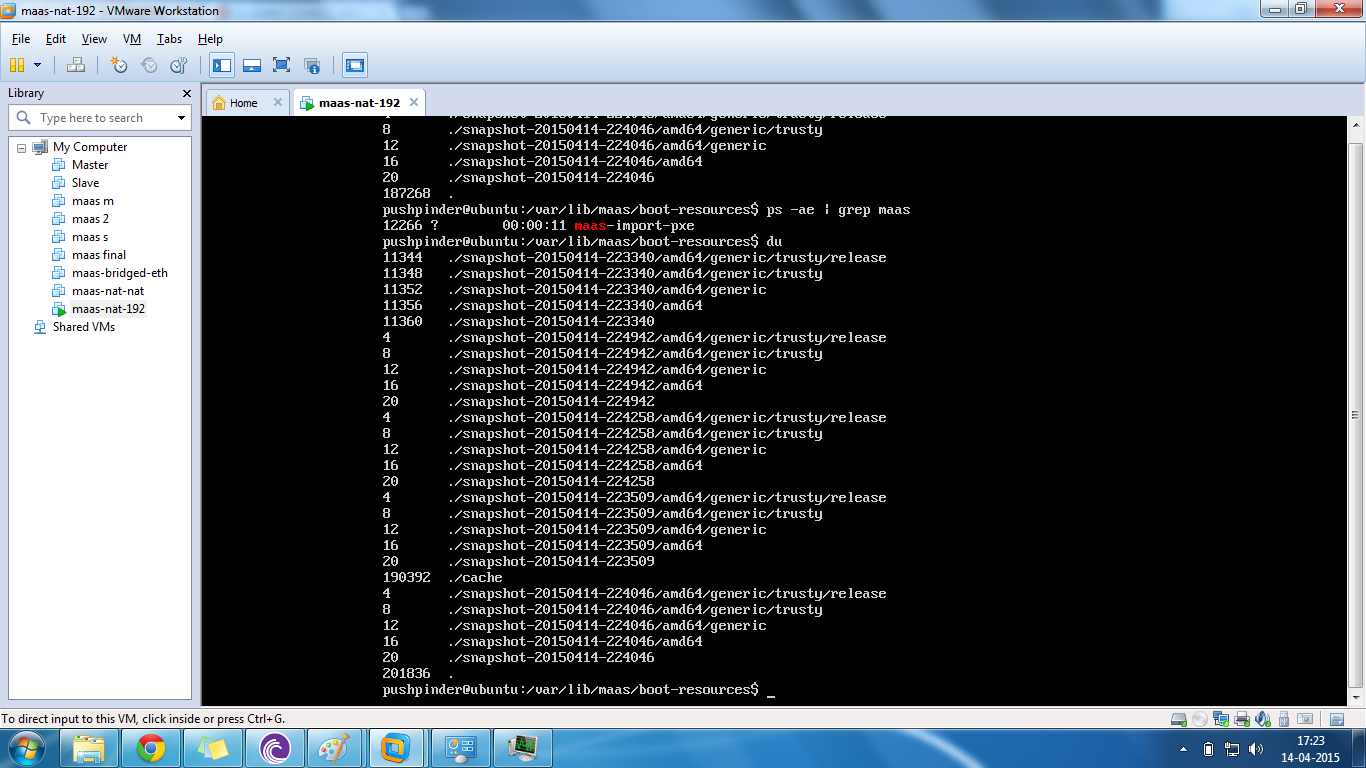 maas-nat-192 - VMware Workstation
File Edit View VM Tabs Help
Library
Type here to search
My Computer
Master
Slave
maas m
maas 2
maas s
maas final
maas-bridged-eth
maas-nat-nat
maas-nat-192
Shared VMs
Home maas-nat-192
4 ./snapshot-20150414-224046/amd64/generic/trusty/release
8 ./snapshot-20150414-224046/amd64/generic/trusty
12 ./snapshot-20150414-224046/amd64/generic
16 ./snapshot-20150414-224046/amd64
20 ./snapshot-20150414-224046
187268 .
pushpinder@ubuntu:/var/lib/maas/boot-resources$ ps -ae | grep maas
12266 ? 00:00:11 maas-import-pxe
pushpinder@ubuntu:/var/lib/maas/boot-resources$ du
11344 ./snapshot-20150414-223340/amd64/generic/trusty/release
11348 ./snapshot-20150414-223340/amd64/generic/trusty
11352 ./snapshot-20150414-223340/amd64/generic
11356 ./snapshot-20150414-223340/amd64
11360 ./snapshot-20150414-223340
4 ./snapshot-20150414-224942/amd64/generic/trusty/release
8 ./snapshot-20150414-224942/amd64/generic/trusty
12 ./snapshot-20150414-224942/amd64/generic
16 ./snapshot-20150414-224942/amd64
20 ./snapshot-20150414-224942
4 ./snapshot-20150414-224258/amd64/generic/trusty/release
8 ./snapshot-20150414-224258/amd64/generic/trusty
12 ./snapshot-20150414-224258/amd64/generic
16 ./snapshot-20150414-224258/amd64
20 ./snapshot-20150414-224258
4 ./snapshot-20150414-223509/amd64/generic/trusty/release
8 ./snapshot-20150414-223509/amd64/generic/trusty
12 ./snapshot-20150414-223509/amd64/generic
16 ./snapshot-20150414-223509/amd64
20 ./snapshot-20150414-223509
190392 ./cache
4 ./snapshot-20150414-224046/amd64/generic/trusty/release
8 ./snapshot-20150414-224046/amd64/generic/trusty
12 ./snapshot-20150414-224046/amd64/generic
16 ./snapshot-20150414-224046/amd64
20 ./snapshot-20150414-224046
201836 .
pushpinder@ubuntu:/var/lib/maas/boot-resources$ _
To direct input to this VM, click inside or press Ctrl+G.
17:23
14-04-2015